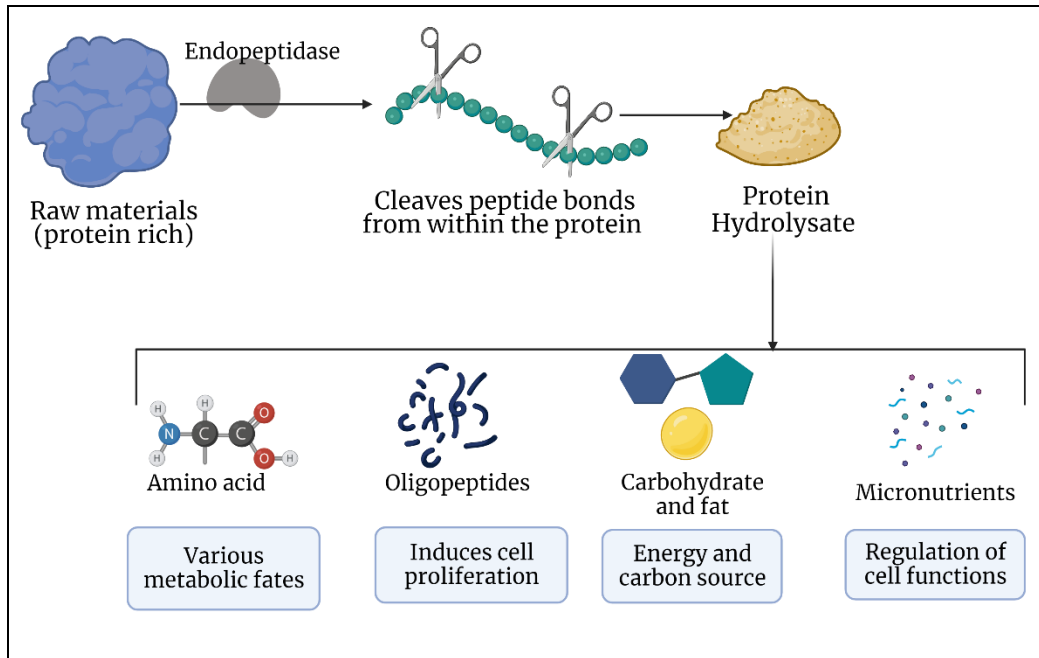 Endopeptidase
Raw materials
(protein rich)
Cleaves peptide bonds
from within the protein
Protein
Hydrolysate
H
H
N
C
C
O
O
H
H
Amino acid
Oligopeptides
Carbohydrate
and fat
Micronutrients
Various
metabolic fates
Induces cell
proliferation
Energy and
carbon source
Regulation of
cell functions